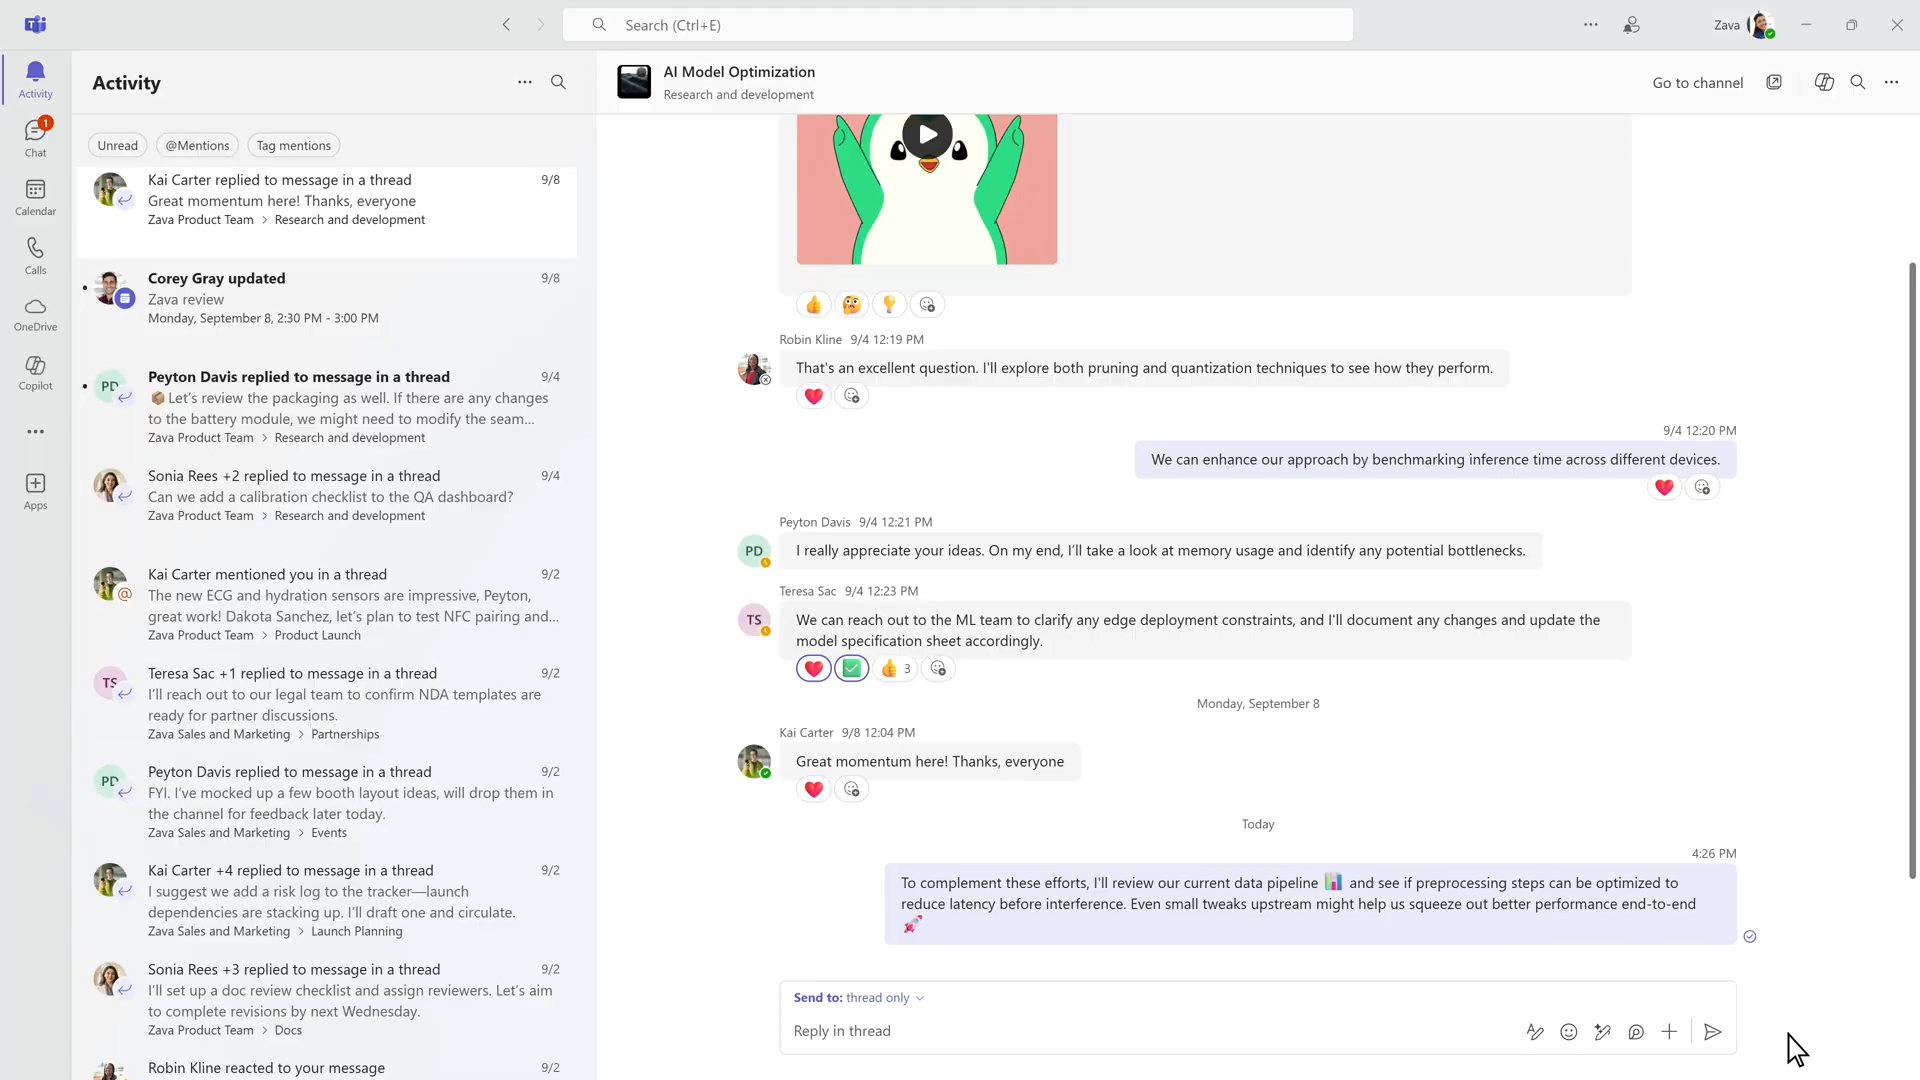 Search (Ctrl+E)
Zava
Activity
Chat
1
Calendar
Calls
OneDrive
Copilot
Apps
Activity
Unread
@Mentions
Tag mentions
Kai Carter replied to message in a thread
9/8
Great momentum here! Thanks, everyone
Zava Product Team > Research and development
Corey Gray updated
9/8
Zava review
Monday, September 8, 2:30 PM - 3:00 PM
PD
Peyton Davis replied to message in a thread
9/4
📦Let's review the packaging as well. If there are any changes
to the battery module, we might need to modify the seam...
Zava Product Team > Research and development
Sonia Rees +2 replied to message in a thread
9/4
Can we add a calibration checklist to the QA dashboard?
Zava Product Team > Research and development
Kai Carter mentioned you in a thread
9/2
The new ECG and hydration sensors are impressive, Peyton,
great work! Dakota Sanchez, let's plan to test NFC pairing and...
Zava Product Team > Product Launch
TS
Teresa Sac +1 replied to message in a thread
9/2
I'll reach out to our legal team to confirm NDA templates are
ready for partner discussions.
Zava Sales and Marketing > Partnerships
PD
Peyton Davis replied to message in a thread
9/2
FYI. I've mocked up a few booth layout ideas, will drop them in
the channel for feedback later today.
Zava Sales and Marketing > Events
Kai Carter +4 replied to message in a thread
9/2
I suggest we add a risk log to the tracker—launch
dependencies are stacking up. I'll draft one and circulate.
Zava Sales and Marketing > Launch Planning
Sonia Rees +3 replied to message in a thread
9/2
I'll set up a doc review checklist and assign reviewers. Let's aim
to complete revisions by next Wednesday.
Zava Product Team > Docs
Robin Kline reacted to your message
9/2
AI Model Optimization
Research and development
Go to channel
Robin Kline 9/4 12:19 PM
That's an excellent question. I'll explore both pruning and quantization techniques to see how they perform.
9/4 12:20 PM
We can enhance our approach by benchmarking inference time across different devices.
Peyton Davis 9/4 12:21 PM
PD
I really appreciate your ideas. On my end, I'll take a look at memory usage and identify any potential bottlenecks.
Teresa Sac 9/4 12:23 PM
TS
We can reach out to the ML team to clarify any edge deployment constraints, and I'll document any changes and update the
model specification sheet accordingly.
3
Monday, September 8
Kai Carter 9/8 12:04 PM
Great momentum here! Thanks, everyone
Today
4:26 PM
To complement these efforts, I'll review our current data pipeline 📊 and see if preprocessing steps can be optimized to
reduce latency before interference. Even small tweaks upstream might help us squeeze out better performance end-to-end
🚀
Send to: thread only
Reply in thread